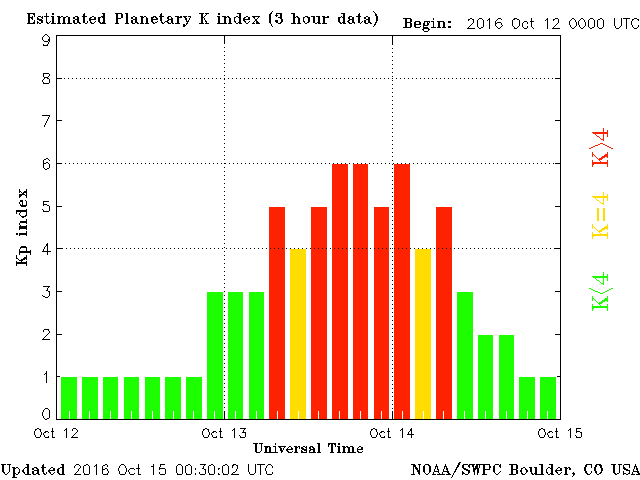 Estimated Planetary K index (3 hour data) Begin: 2016 Oct 12 0000 UTC
9
8
7
6
5
4
3
2
1
0
Kp index
K>4
K=4
K<4
Oct 12 Oct 13 Oct 14 Oct 15
Universal Time
Updated 2016 Oct 15 00:30:02 UTC NOAA/SWPC Boulder, CO USA